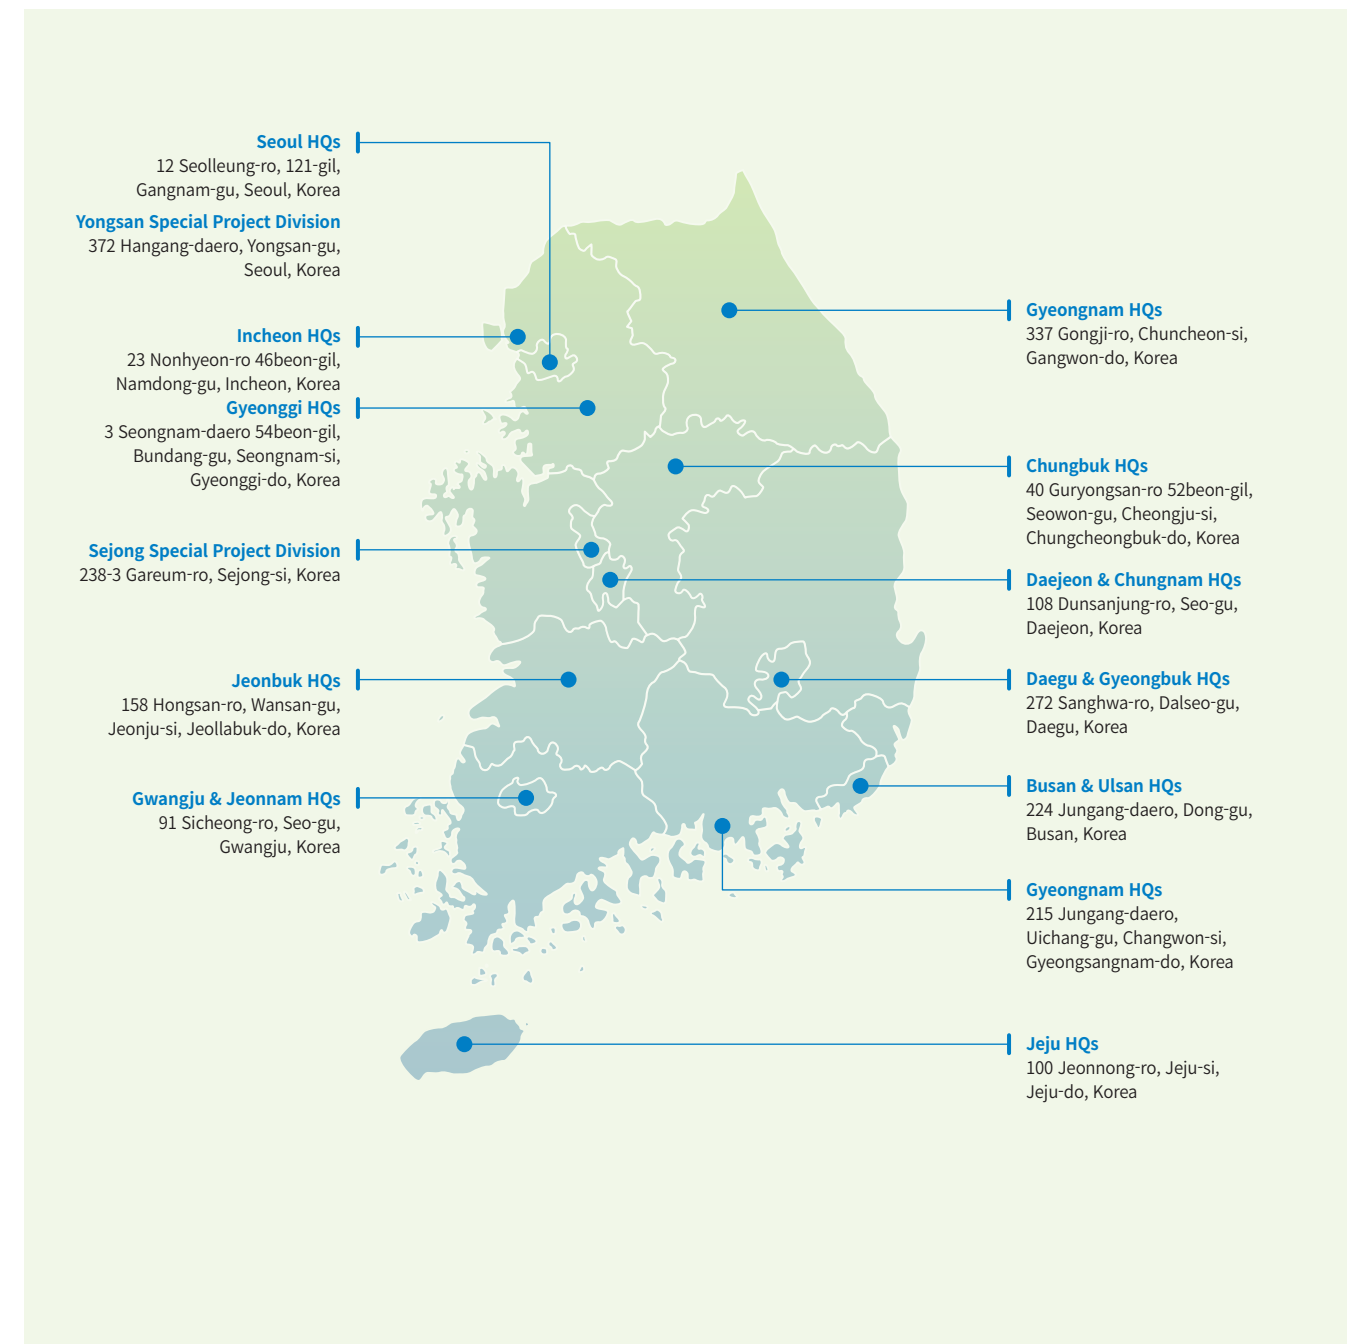 Seoul HQs
12 Seolleung-ro, 121-gil,
Gangnam-gu, Seoul, Korea
Yongsan Special Project Division
372 Hangang-daero, Yongsan-gu,
Seoul, Korea
Incheon HQs
23 Nonhyeon-ro 46beon-gil,
Namdong-gu, Incheon, Korea
Gyeonggi HQs
3 Seongnam-daero 54beon-gil,
Bundang-gu, Seongnam-si,
Gyeonggi-do, Korea
Sejong Special Project Division
238-3 Gareum-ro, Sejong-si, Korea
Jeonbuk HQs
158 Hongsan-ro, Wansan-gu,
Jeonju-si, Jeollabuk-do, Korea
Gwangju & Jeonnam HQs
91 Sicheong-ro, Seo-gu,
Gwangju, Korea
Gyeongnam HQs
337 Gongji-ro, Chuncheon-si,
Gangwon-do, Korea
Chungbuk HQs
40 Guryongsan-ro 52beon-gil,
Seowon-gu, Cheongju-si,
Chungcheongbuk-do, Korea
Daejeon & Chungnam HQs
108 Dunsanjung-ro, Seo-gu,
Daejeon, Korea
Daegu & Gyeongbuk HQs
272 Sanghwa-ro, Dalseo-gu,
Daegu, Korea
Busan & Ulsan HQs
224 Jungang-daero, Dong-gu,
Busan, Korea
Gyeongnam HQs
215 Jungang-daero,
Uichang-gu, Changwon-si,
Gyeongsangnam-do, Korea
Jeju HQs
100 Jeonnong-ro, Jeju-si,
Jeju-do, Korea